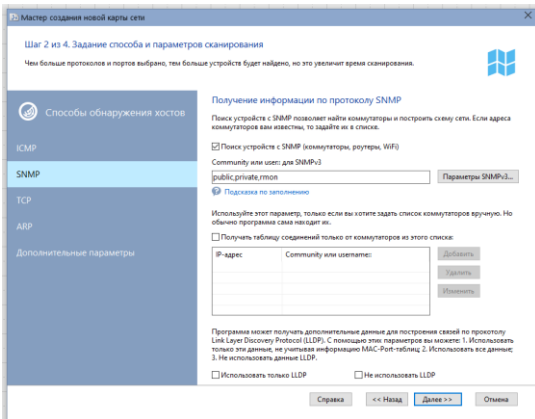 Мастер создания новой карты сети
Шаг 2 из 4. Задание способа и параметров сканирования
Чем больше протоколов и портов выбрано, тем больше устройств будет найдено, но это увеличит время сканирования.
Способы обнаружения хостов
ICMP
SNMP
TCP
ARP
Дополнительные параметры
Получение информации по протоколу SNMP
Поиск устройств с SNMP позволяет найти коммутаторы и построить схему сети. Если адреса
коммутаторов вам известны, то задайте их в списке.
Поиск устройств с SNMP (коммутаторы, роутеры, WiFi)
Community или user: для SNMPv3
public,private,rmon
Параметры SNMPv3...
Подсказка по заполнению
Используйте этот параметр, только если вы хотите задать список коммутаторов вручную. Но
обычно программа сама находит их.
Получать таблицу соединений только от коммутаторов из этого списка:
IP-адрес
Community или username:
Добавить
Удалить
Изменить
Программа может получать дополнительные данные для построения связей по прокотолу
Link Layer Discovery Protocol (LLDP). С помощью этих параметров вы можете: 1. Использовать
только эти данные, не учитывая информацию MAC-Port-таблиц; 2. Использовать все данные;
3. Не использовать данные LLDP.
Использовать только LLDP
Не использовать LLDP
Справка
<< Назад
Далее >>
Отмена